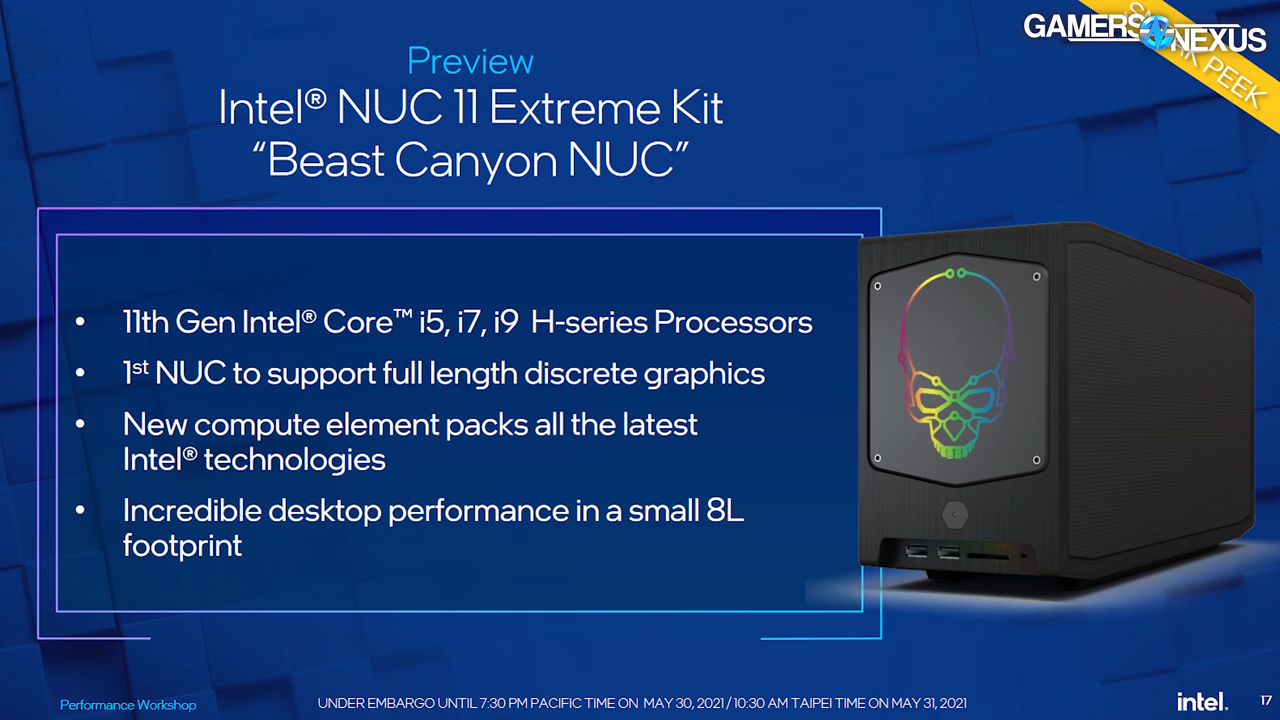 GAMERS NEXUS
PEEK
Preview
Intel® NUC 11 Extreme Kit
“Beast Canyon NUC”
• 11th Gen Intel® Core™ i5, i7, i9 H-series Processors
• 1st NUC to support full length discrete graphics
• New compute element packs all the latest
Intel® technologies
• Incredible desktop performance in a small 8L
footprint
Performance Workshop
UNDER EMBARGO UNTIL 7:30 PM PACIFIC TIME ON MAY 30, 2021 / 10:30 AM TAIPEI TIME ON MAY 31, 2021
intel.
17